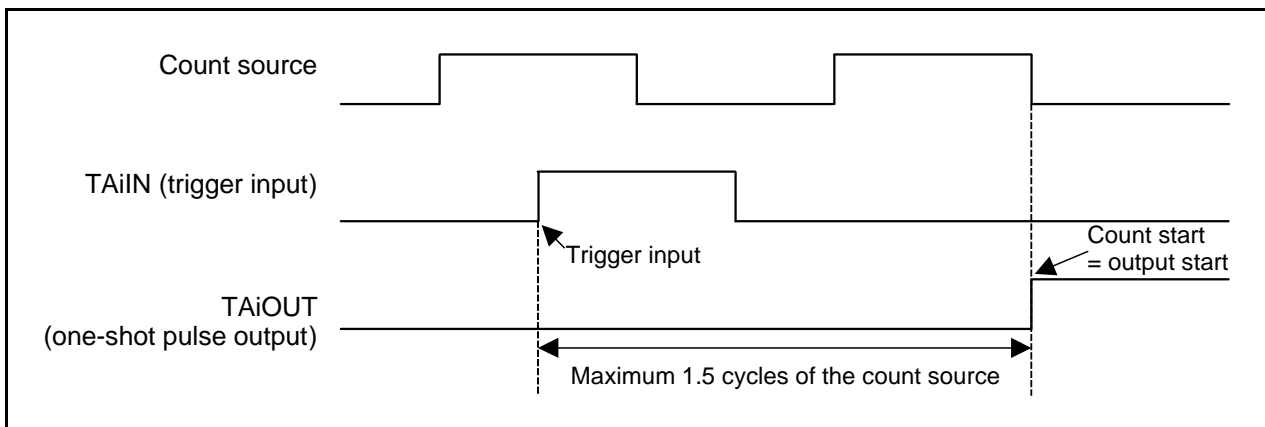 Count source
TAiIN (trigger input)
Trigger input
Count start
= output start
TAiOUT
(one-shot pulse output)
Maximum 1.5 cycles of the count source